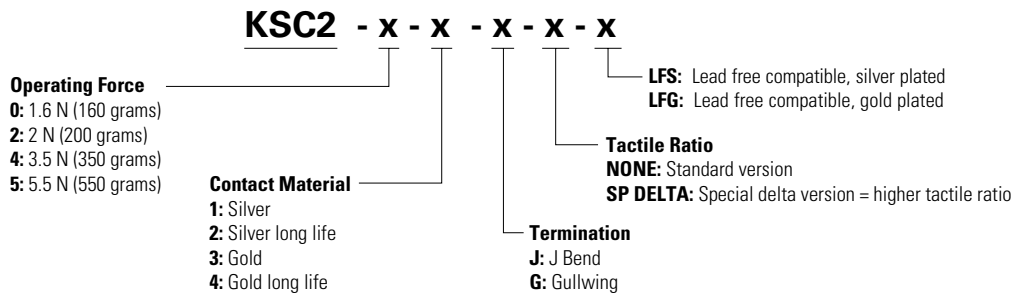 KSC2 - x - x - x - x - x
Operating Force
0: 1.6 N (160 grams)
2: 2 N (200 grams)
4: 3.5 N (350 grams)
5: 5.5 N (550 grams)
Contact Material
1: Silver
2: Silver long life
3: Gold
4: Gold long life
Termination
J: J Bend
G: Gullwing
Tactile Ratio
NONE: Standard version
SP DELTA: Special delta version = higher tactile ratio
LFS: Lead free compatible, silver plated
LFG: Lead free compatible, gold plated